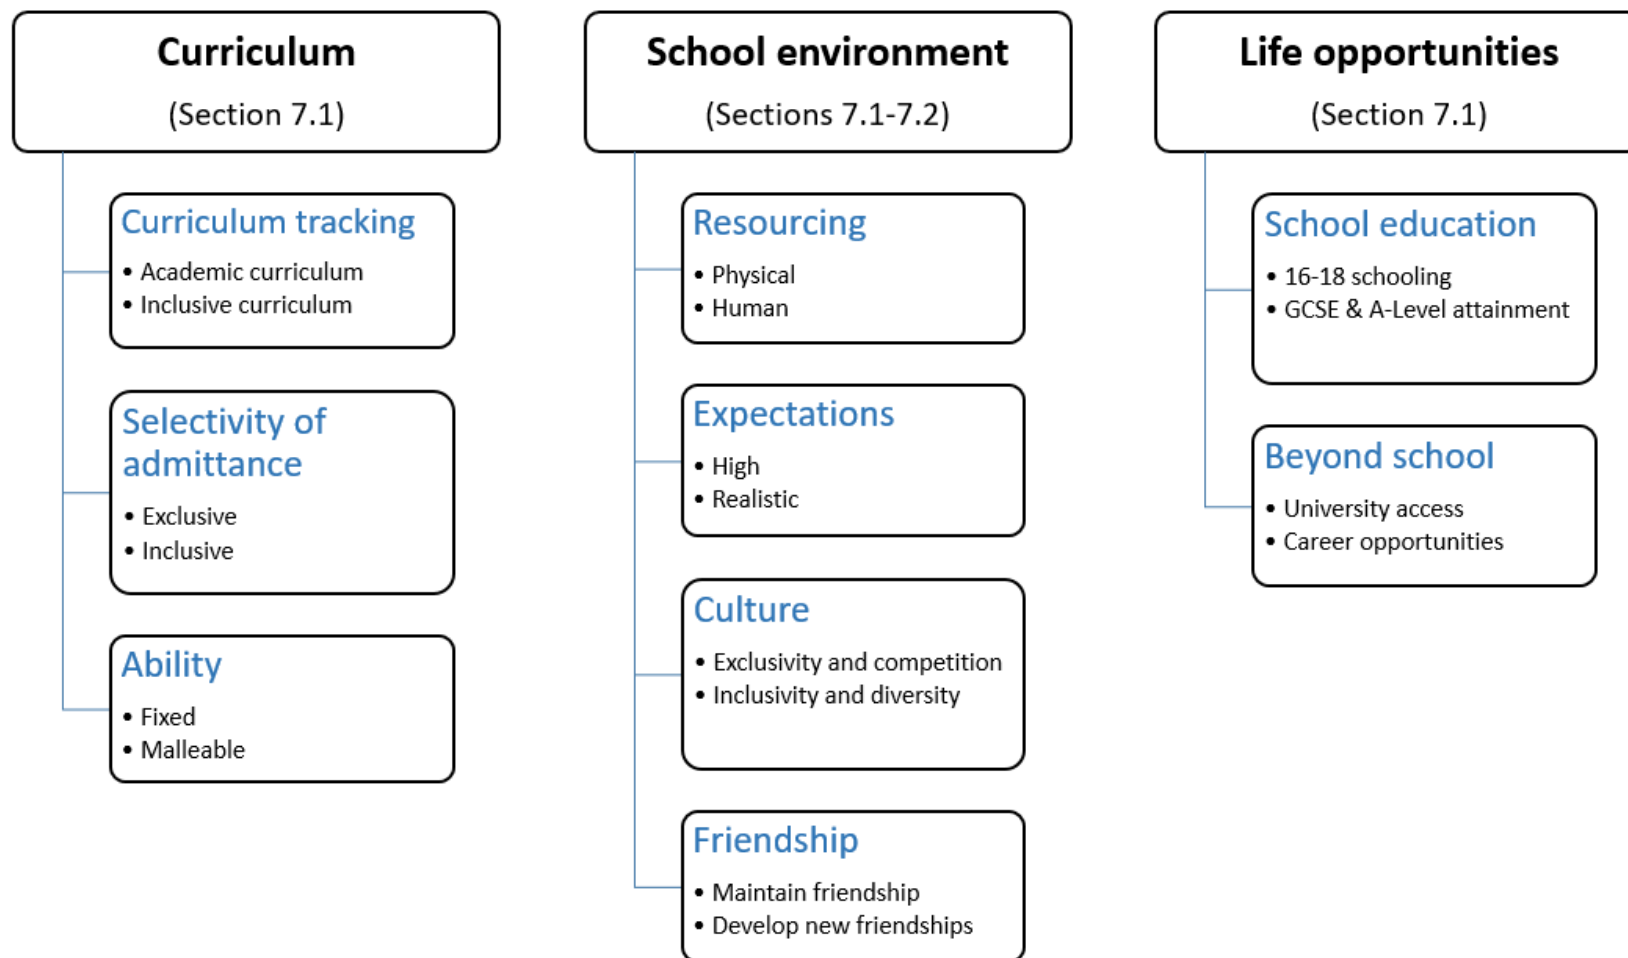 Curriculum
(Section 7.1)
Curriculum tracking
• Academic curriculum
• Inclusive curriculum
Selectivity of
admittance
• Exclusive
• Inclusive
Ability
• Fixed
• Malleable
School environment
(Sections 7.1-7.2)
Resourcing
• Physical
• Human
Expectations
• High
• Realistic
Culture
• Exclusivity and competition
• Inclusivity and diversity
Friendship
• Maintain friendship
• Develop new friendships
Life opportunities
(Section 7.1)
School education
• 16-18 schooling
• GCSE & A-Level attainment
Beyond school
• University access
• Career opportunities